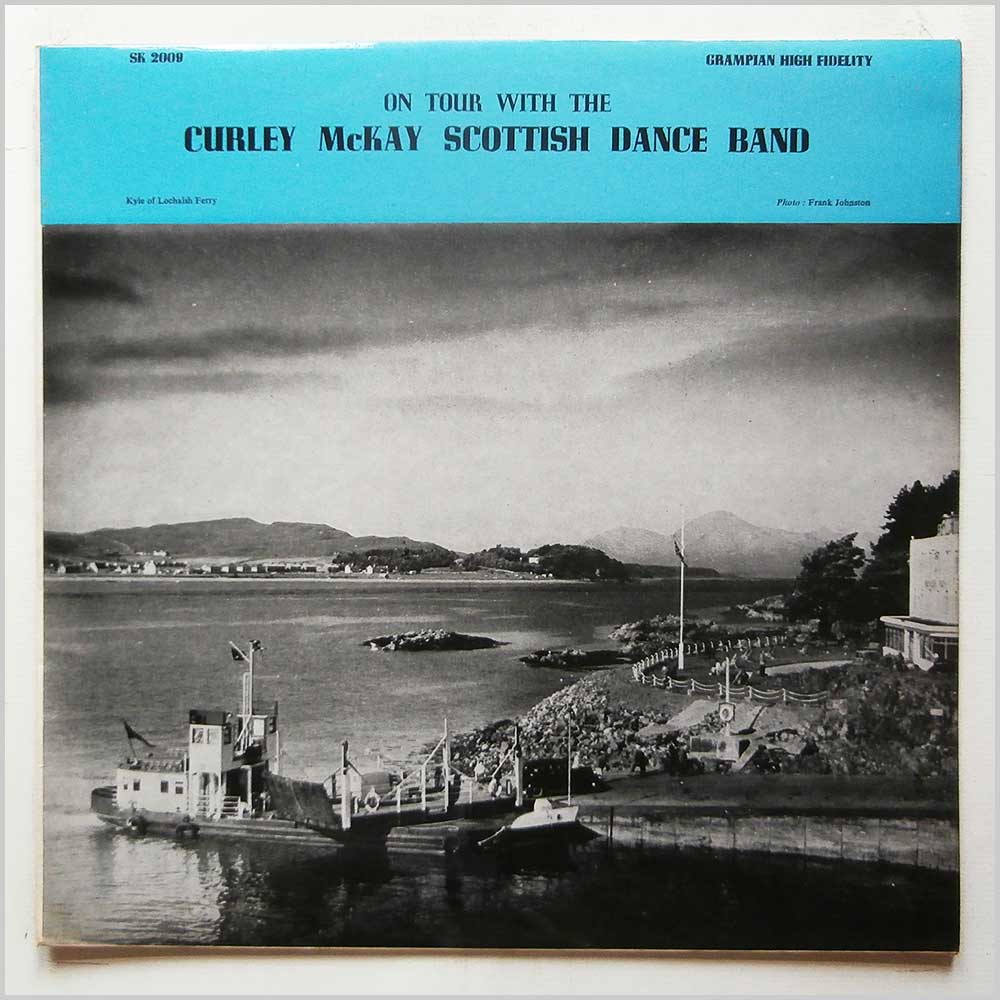 SK 2009
GRAMPIAN HIGH FIDELITY
ON TOUR WITH THE
CURLEY McKAY SCOTTISH DANCE BAND
Kyle of Lochalsh Ferry
Photo : Frank Johnston